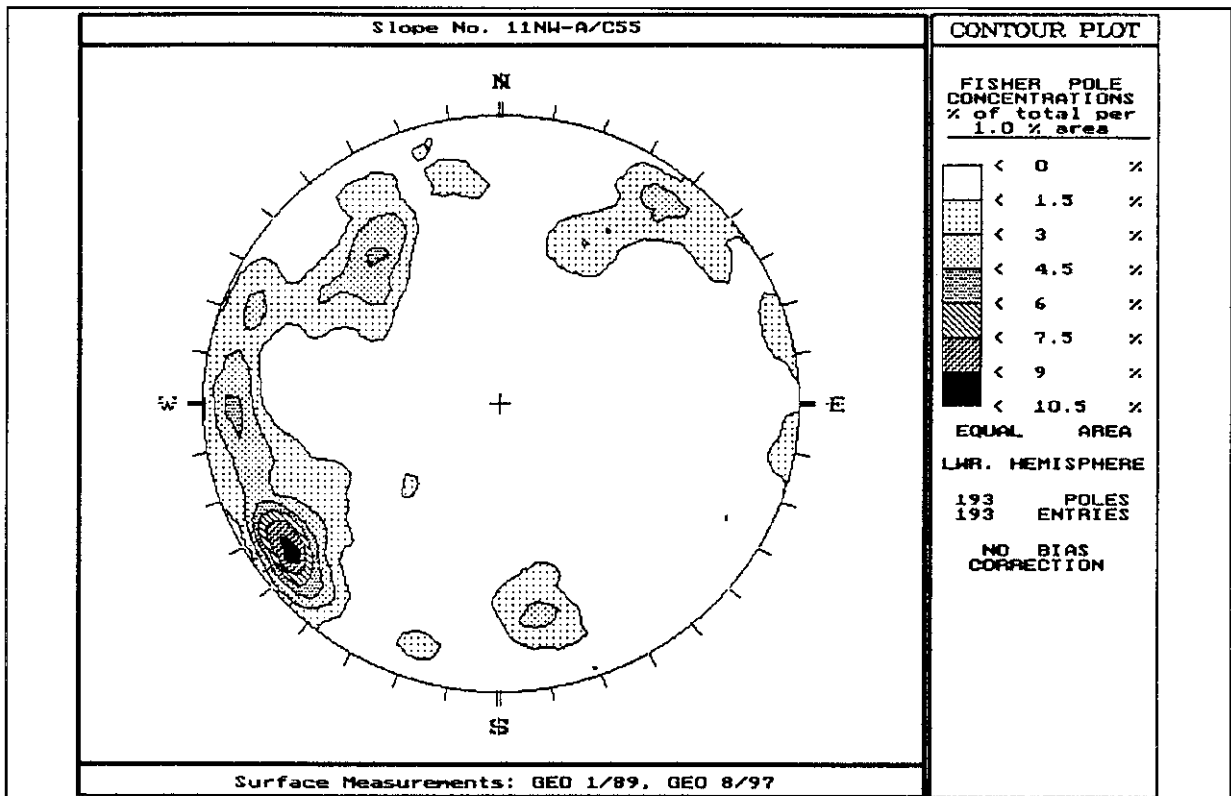 Slope No. 11NW-A/C55
N
W
E
S
Surface Measurements: GEO 1/89, GEO 8/97
CONTOUR PLOT
FISHER POLE
CONCENTRATIONS
% of total per
1.0 % area
< 0 %
< 1.5 %
< 3 %
< 4.5 %
< 6 %
< 7.5 %
< 9 %
< 10.5 %
EQUAL AREA
LWR. HEMISPHERE
193 POLES
193 ENTRIES
NO BIAS
CORRECTION